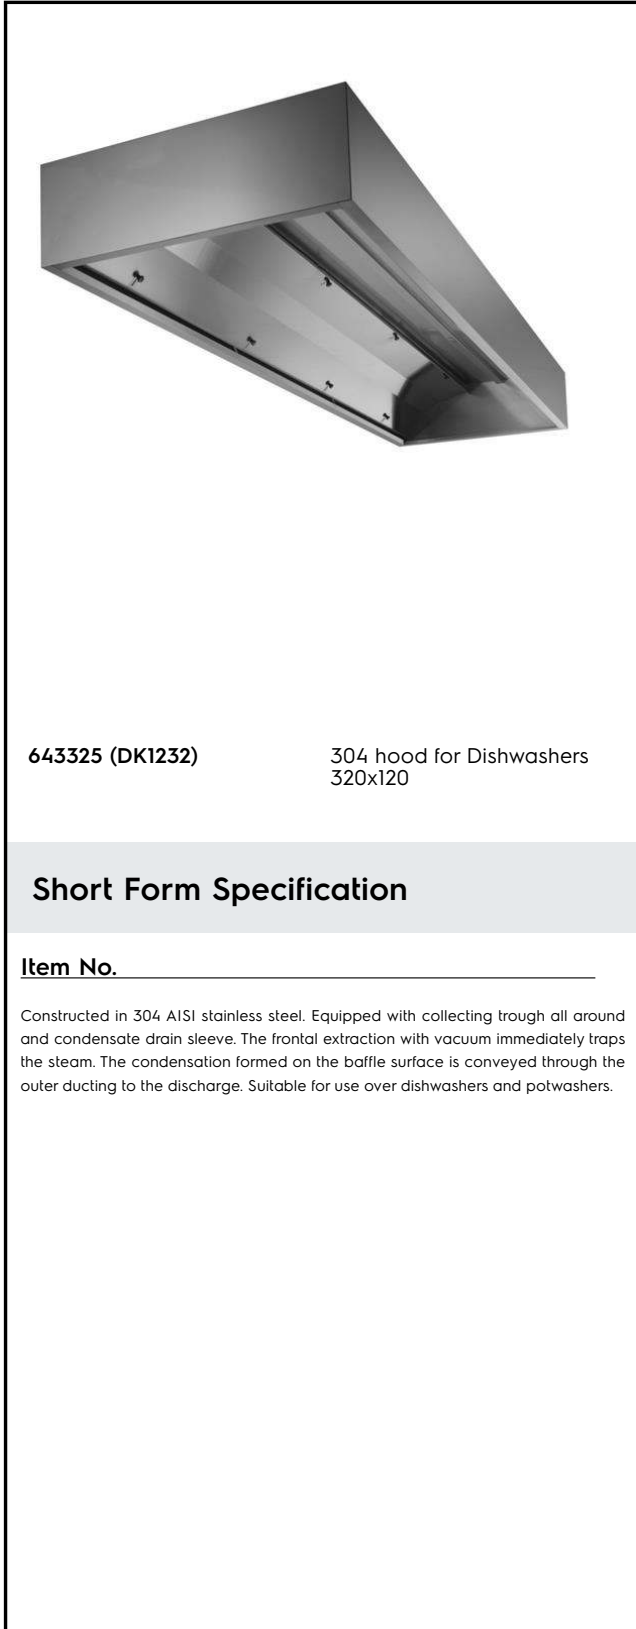 643325 (DK1232)
304 hood for Dishwashers
320x120
Short Form Specification
Item No.
Constructed in 304 AISI stainless steel. Equipped with collecting trough all around
and condensate drain sleeve. The frontal extraction with vacuum immediately traps
the steam. The condensation formed on the baffle surface is conveyed through the
outer ducting to the discharge. Suitable for use over dishwashers and potwashers.